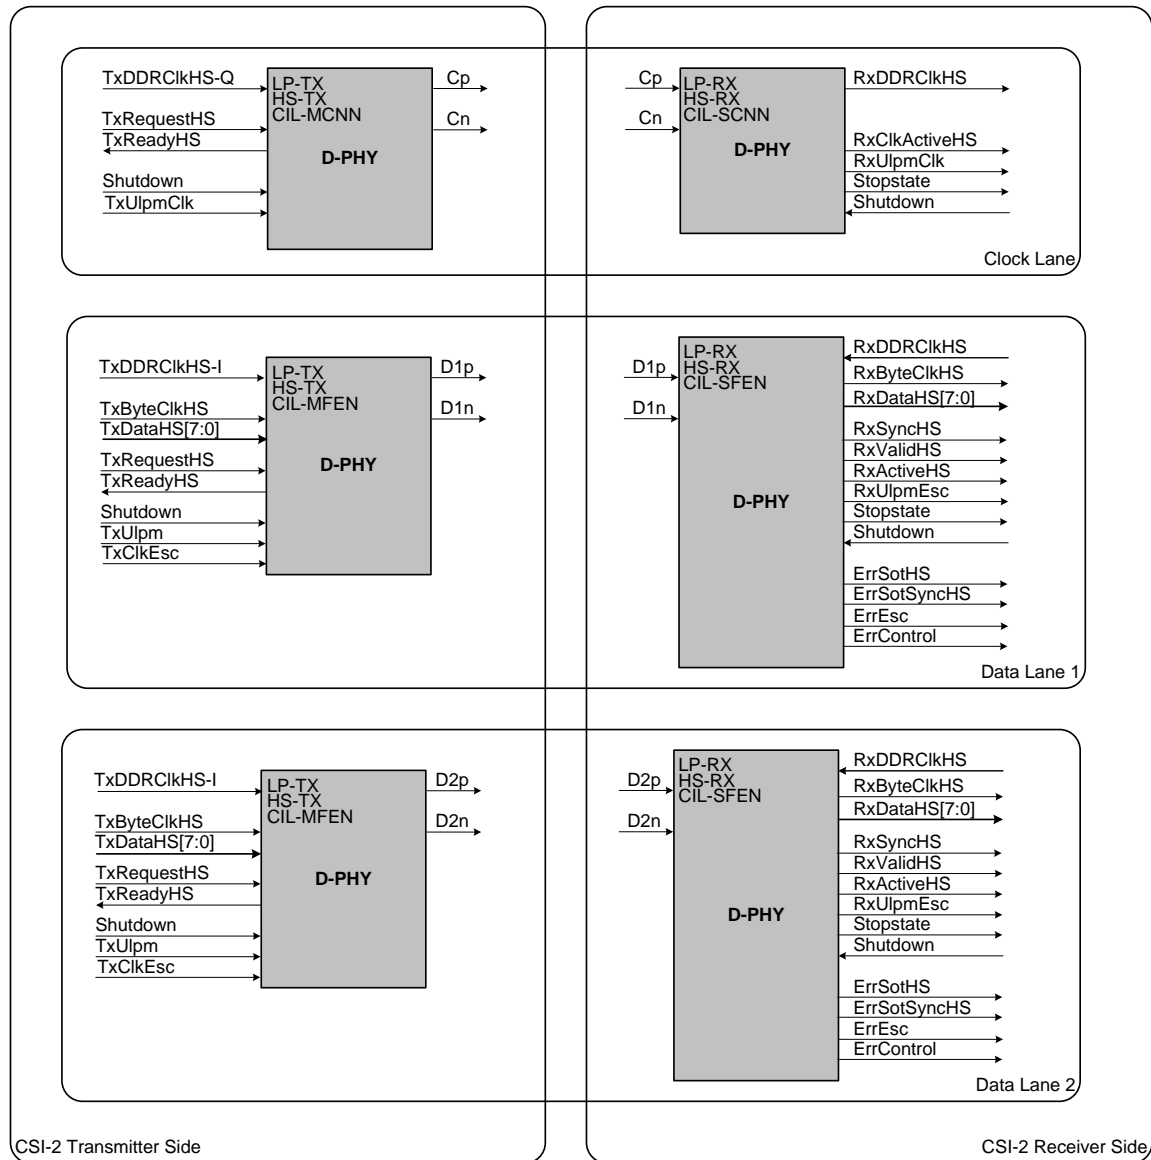 TxDDRClkHS-Q
TxRequestHS
TxReadyHS
Shutdown
TxUlpmClk
LP-TX
HS-TX
CIL-MCNN
D-PHY
Cp
Cn
Cp
Cn
LP-RX
HS-RX
CIL-SCNN
D-PHY
RxDDRClkHS
RxClkActiveHS
RxUlpmClk
Stopstate
Shutdown
Clock Lane
TxDDRClkHS-I
TxByteClkHS
TxDataHS[7:0]
TxRequestHS
TxReadyHS
Shutdown
TxUlpm
TxClkEsc
LP-TX
HS-TX
CIL-MFEN
D-PHY
D1p
D1n
D1p
D1n
LP-RX
HS-RX
CIL-SFEN
D-PHY
RxDDRClkHS
RxByteClkHS
RxDataHS[7:0]
RxSyncHS
RxValidHS
RxActiveHS
RxUlpmEsc
Stopstate
Shutdown
ErrSotHS
ErrSotSyncHS
ErrEsc
ErrControl
Data Lane 1
TxDDRClkHS-I
TxByteClkHS
TxDataHS[7:0]
TxRequestHS
TxReadyHS
Shutdown
TxUlpm
TxClkEsc
LP-TX
HS-TX
CIL-MFEN
D-PHY
D2p
D2n
D2p
D2n
LP-RX
HS-RX
CIL-SFEN
D-PHY
RxDDRClkHS
RxByteClkHS
RxDataHS[7:0]
RxSyncHS
RxValidHS
RxActiveHS
RxUlpmEsc
Stopstate
Shutdown
ErrSotHS
ErrSotSyncHS
ErrEsc
ErrControl
Data Lane 2
CSI-2 Transmitter Side
CSI-2 Receiver Side